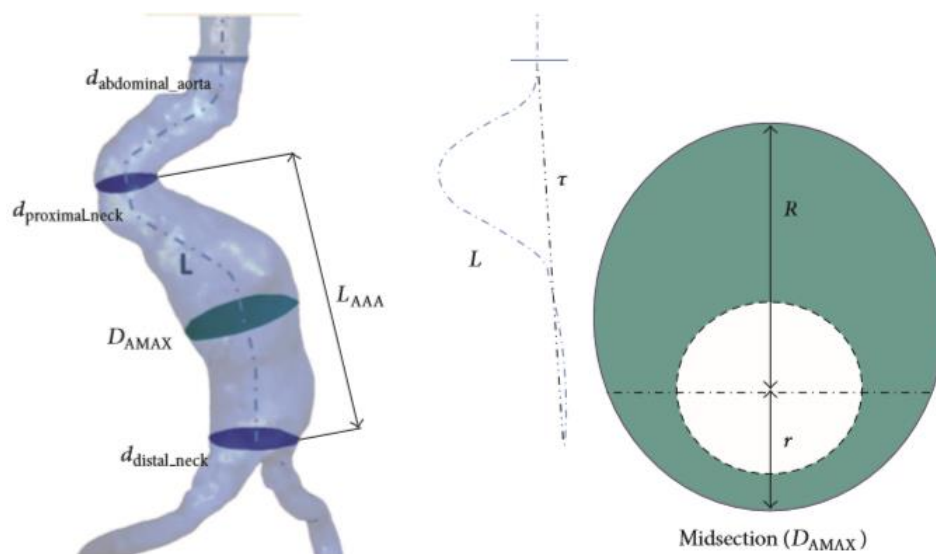 d_abdominal_aorta
d_proximal_neck
L
L_AAA
D_AMAX
d_distal_neck
τ
L
R
r
Midsection (D_AMAX)